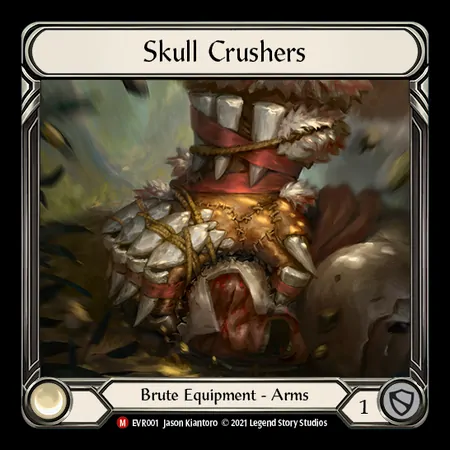 Skull Crushers
Brute Equipment - Arms
1
M EVR001 Jason Kiantoro © 2021 Legend Story Studios